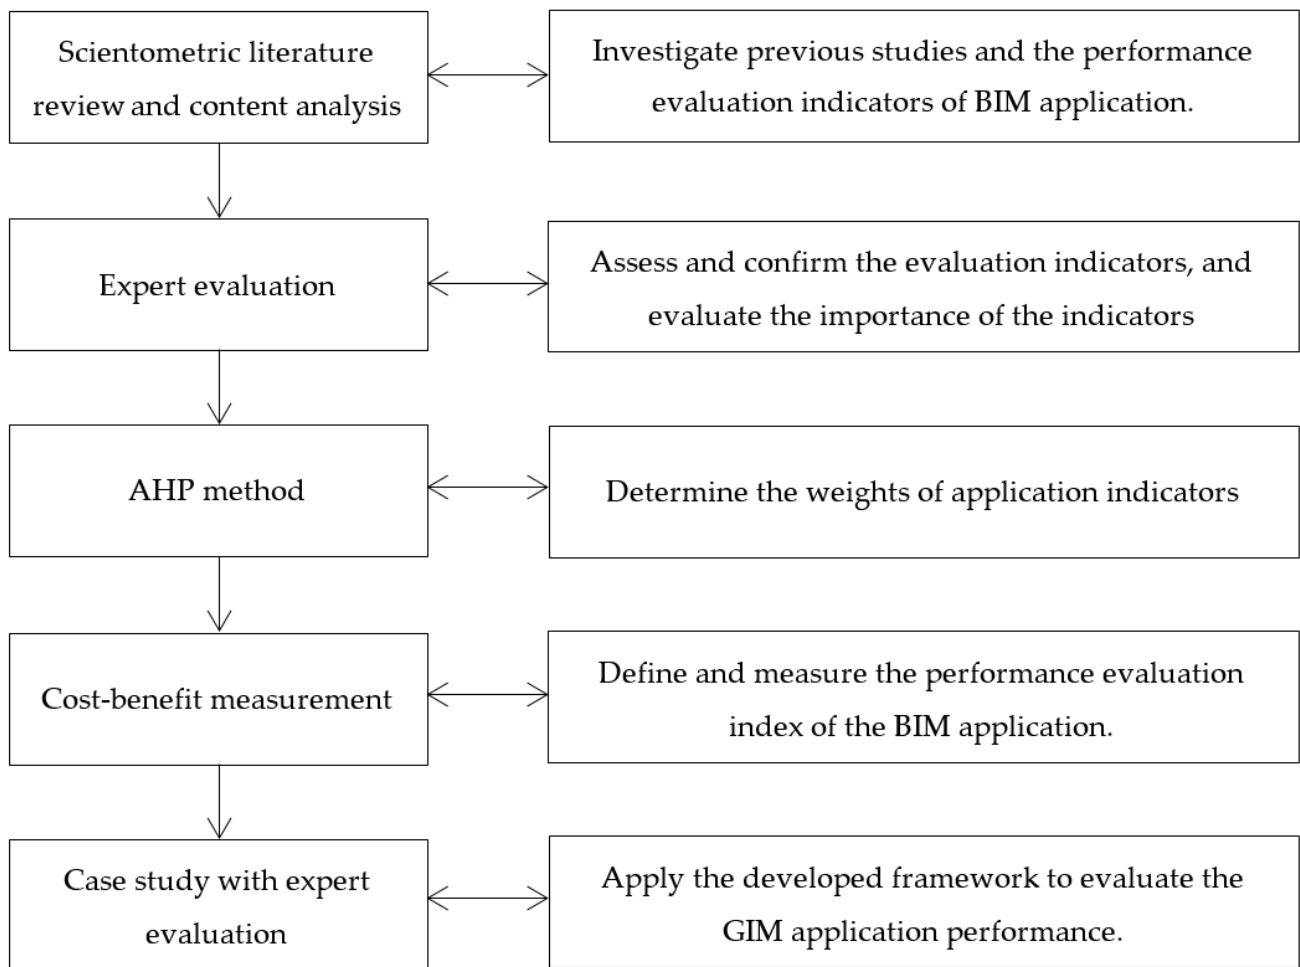 Scientometric literature
review and content analysis
Investigate previous studies and the performance
evaluation indicators of BIM application.
Expert evaluation
Assess and confirm the evaluation indicators, and
evaluate the importance of the indicators
AHP method
Determine the weights of application indicators
Cost-benefit measurement
Define and measure the performance evaluation
index of the BIM application.
Case study with expert
evaluation
Apply the developed framework to evaluate the
GIM application performance.